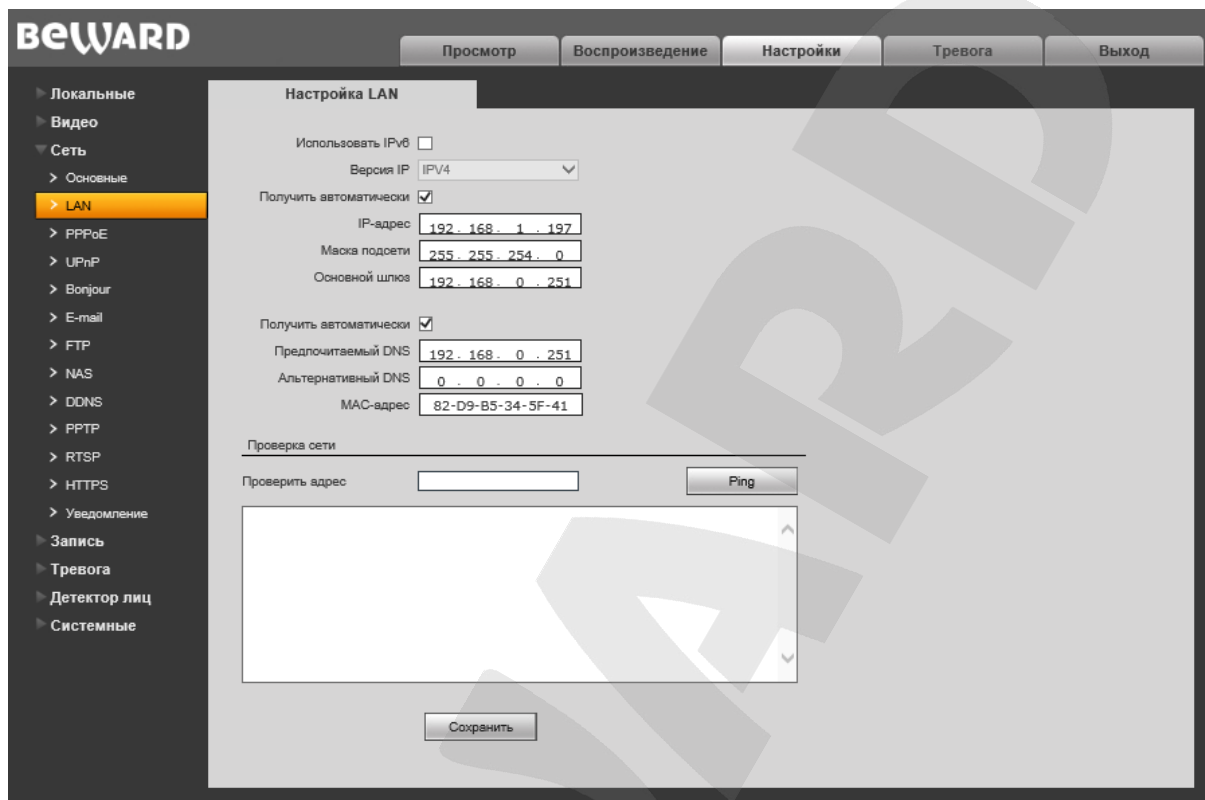 BEWARD
Просмотр Воспроизведение Настройки Тревога Выход
Локальные
Видео
Сеть
> Основные
> LAN
> PPPoE
> UPnP
> Bonjour
> E-mail
> FTP
> NAS
> DDNS
> PPTP
> RTSP
> HTTPS
> Уведомление
Запись
Тревога
Детектор лиц
Системные
Настройка LAN
Использовать IPv6
Версия IP IPV4
Получить автоматически
IP-адрес 192. 168. 1 . 197
Маска подсети 255. 255. 254. 0
Основной шлюз 192. 168. 0 . 251
Получить автоматически
Предпочитаемый DNS 192. 168. 0 . 251
Альтернативный DNS 0 . 0 . 0 . 0
MAC-адрес 82-D9-B5-34-5F-41
Проверка сети
Проверить адрес Ping
Сохранить